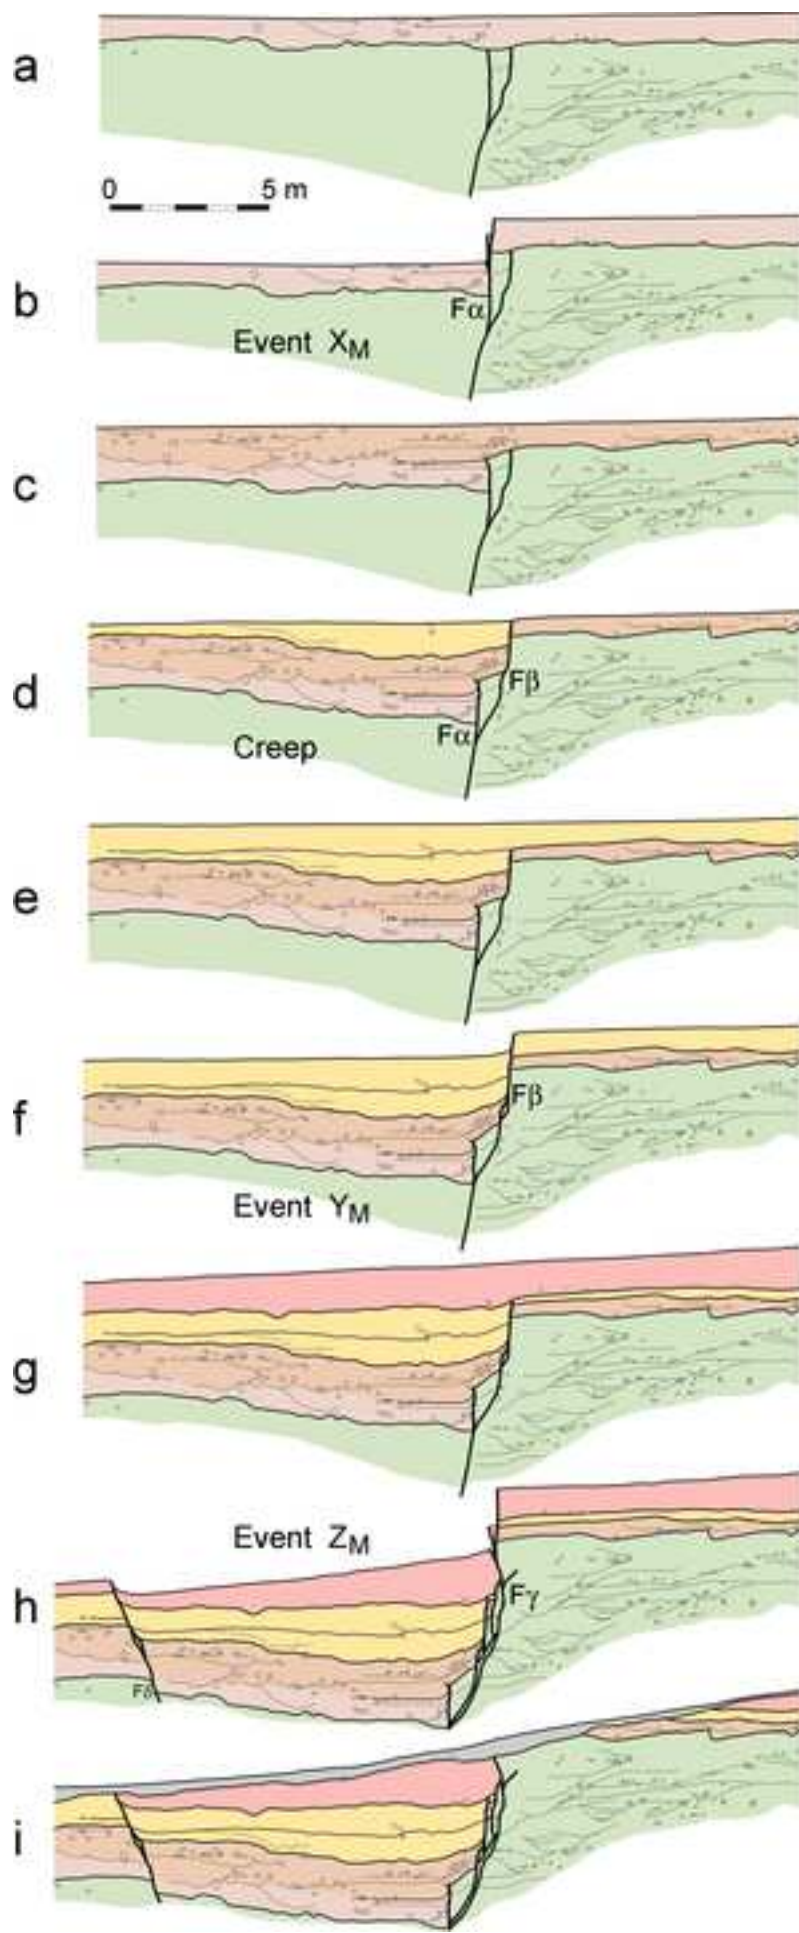 a
0 5 m
b
Fα
Event XM
c
d
Fβ
Fα
Creep
e
f
Fβ
Event YM
g
Event ZM
h
Fγ
Fδ
i